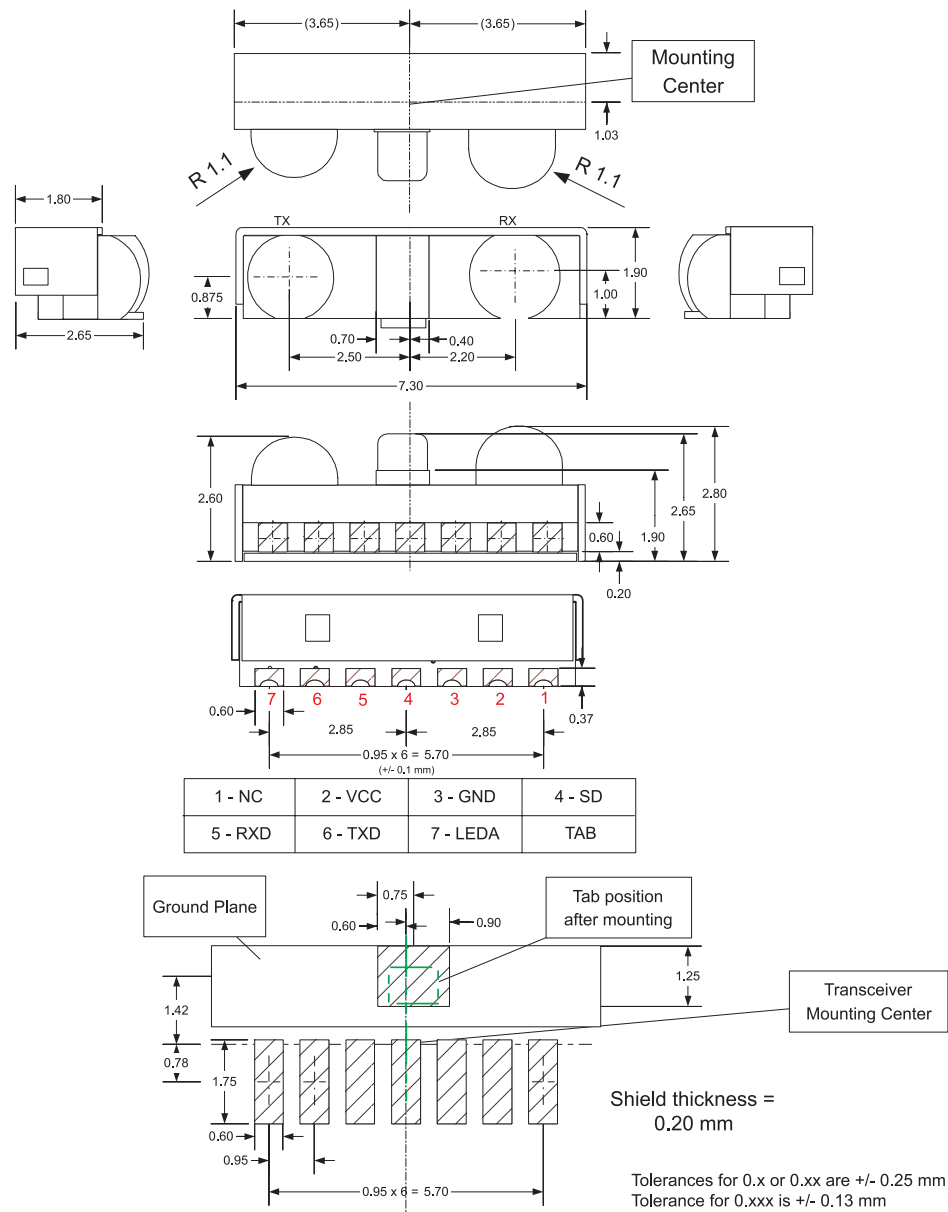 (3.65)
(3.65)
Mounting
Center
1.03
R 1.1
R 1.1
1.80
TX
RX
1.90
1.00
0.875
2.65
0.70
0.40
2.50
2.20
7.30
2.60
2.80
2.65
1.90
0.60
0.20
7
6
5
4
3
2
1
0.60
0.37
2.85
2.85
0.95 x 6 = 5.70
(+/- 0.1 mm)
1 - NC
2 - VCC
3 - GND
4 - SD
5 - RXD
6 - TXD
7 - LEDA
TAB
0.75
Ground Plane
Tab position
after mounting
0.60
0.90
1.25
1.42
Transceiver
Mounting Center
0.78
1.75
Shield thickness =
0.20 mm
0.60
0.95
0.95 x 6 = 5.70
Tolerances for 0.x or 0.xx are +/- 0.25 mm
Tolerance for 0.xxx is +/- 0.13 mm